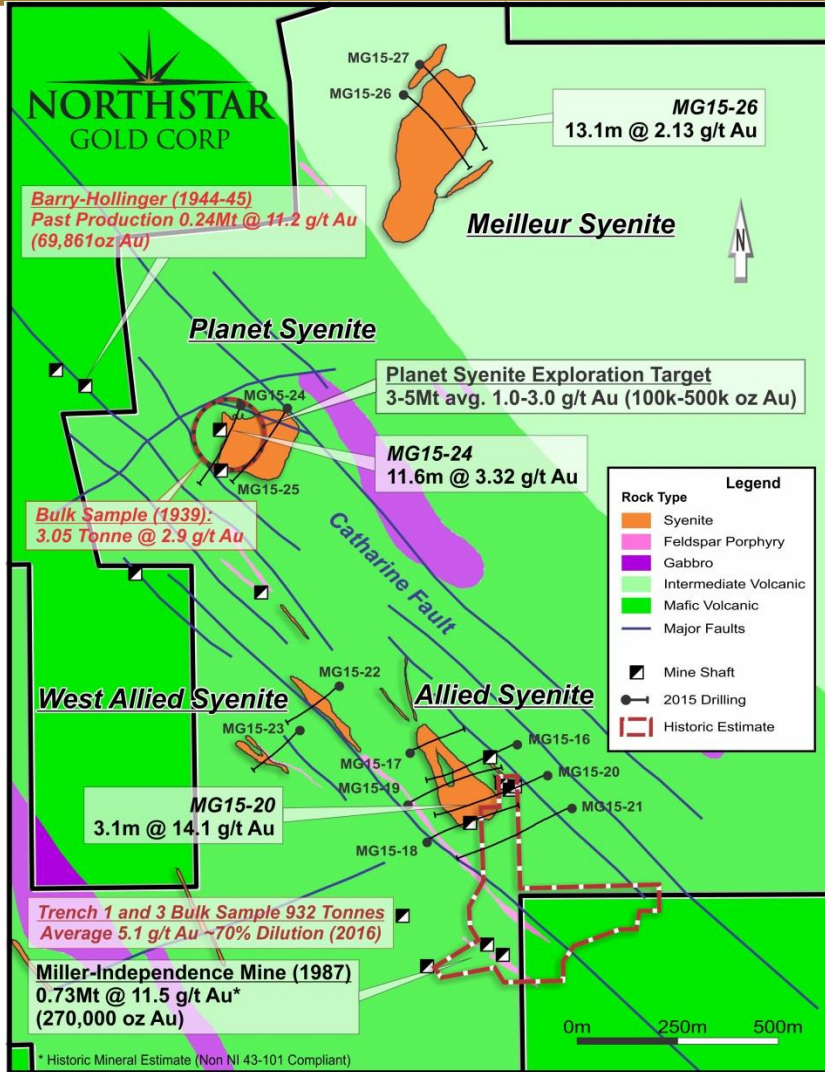 NORTHSTAR
GOLD CORP
MG15-27
MG15-26
MG15-26
13.1m @ 2.13 g/t Au
Barry-Hollinger (1944-45)
Past Production 0.24Mt @ 11.2 g/t Au
(69,861oz Au)
Meilleur Syenite
N
Planet Syenite
Planet Syenite Exploration Target
3-5Mt avg. 1.0-3.0 g/t Au (100k-500k oz Au)
MG15-24
MG15-24
11.6m @ 3.32 g/t Au
MG15-25
Bulk Sample (1939):
3.05 Tonne @ 2.9 g/t Au
Catharine Fault
Legend
Rock Type
Syenite
Feldspar Porphyry
Gabbro
Intermediate Volcanic
Mafic Volcanic
Major Faults
Mine Shaft
2015 Drilling
Historic Estimate
West Allied Syenite
MG15-22
MG15-23
Allied Syenite
MG15-16
MG15-17
MG15-20
MG15-19
MG15-21
MG15-18
MG15-20
3.1m @ 14.1 g/t Au
Trench 1 and 3 Bulk Sample 932 Tonnes
Average 5.1 g/t Au ~70% Dilution (2016)
Miller-Independence Mine (1987)
0.73Mt @ 11.5 g/t Au*
(270,000 oz Au)
0m 250m 500m
* Historic Mineral Estimate (Non NI 43-101 Compliant)